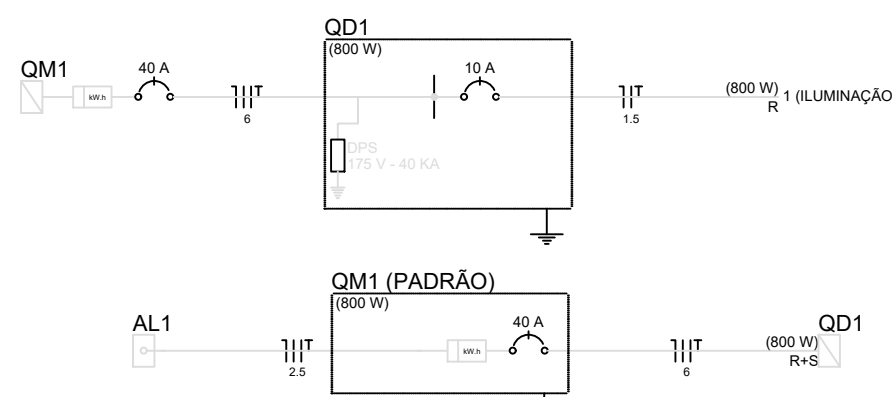 QD1
(800 W)
QM1
40 A
10 A
kW.h
6
1.5
(800 W)
R
1 (ILUMINAÇÃO
DPS
175 V - 40 KA
QM1 (PADRÃO)
(800 W)
AL1
40 A
QD1
kW.h
2.5
6
(800 W)
R+S